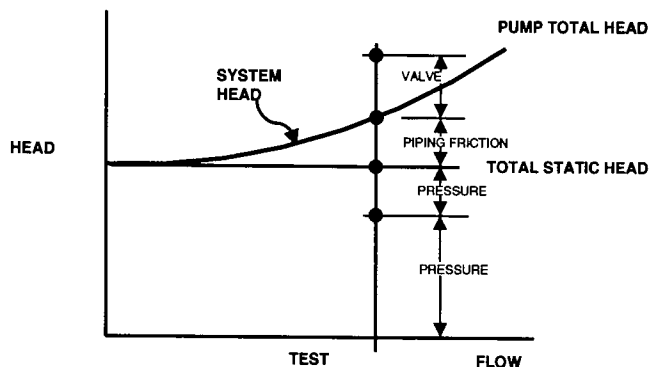 PUMP TOTAL HEAD
VALVE
SYSTEM
HEAD
PIPING FRICTION
HEAD
TOTAL STATIC HEAD
PRESSURE
PRESSURE
TEST
FLOW